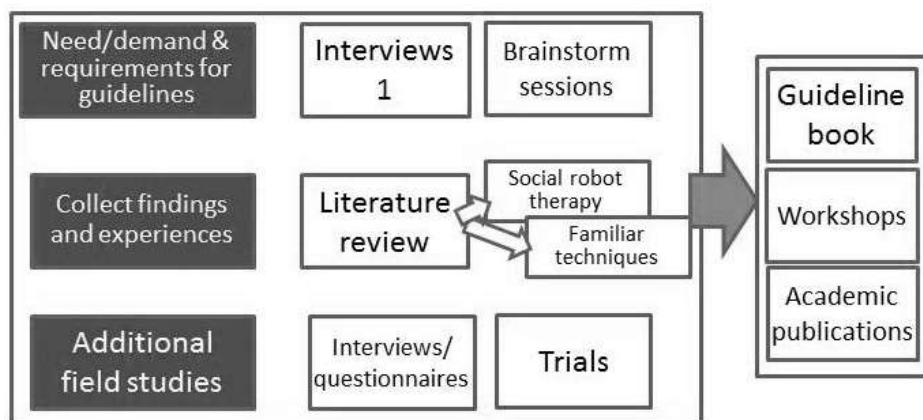 Need/demand &
requirements for
guidelines
Interviews
1
Brainstorm
sessions
Collect findings
and experiences
Literature
review
Social robot
therapy
Familiar
techniques
Additional
field studies
Interviews/
questionnaires
Trials
Guideline
book
Workshops
Academic
publications